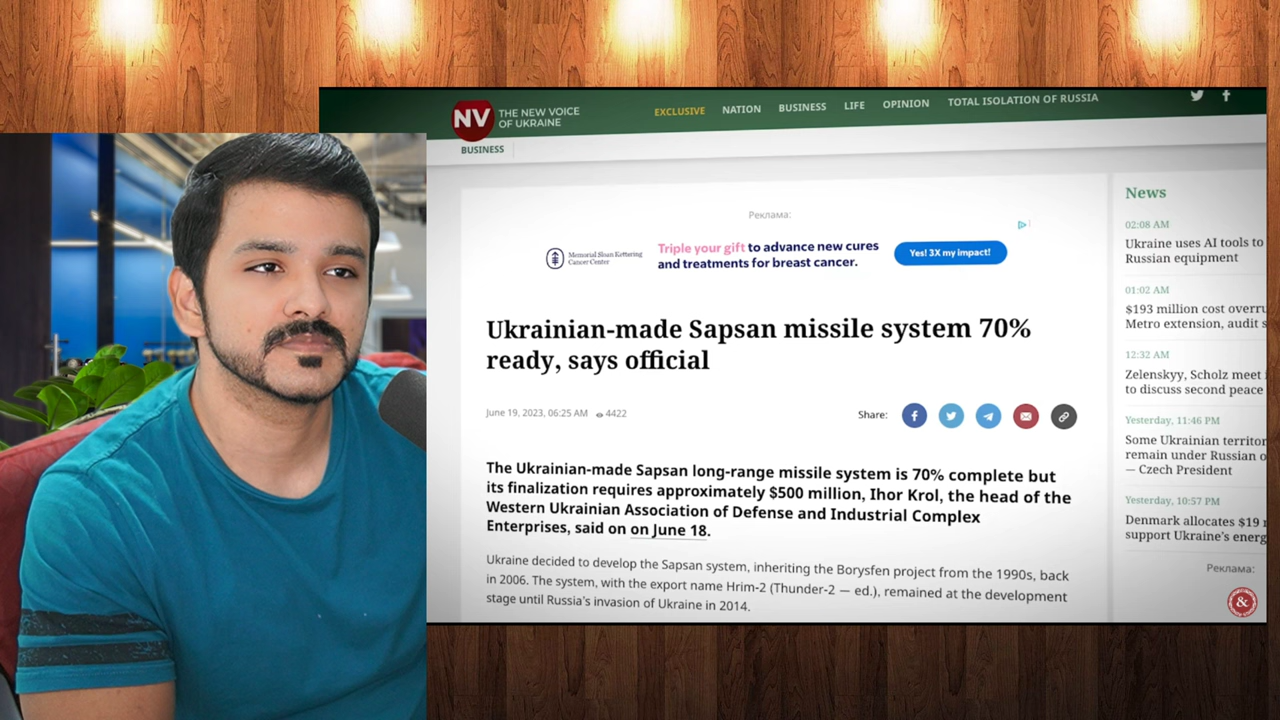 NV THE NEW VOICE
OF UKRAINE
EXCLUSIVE NATION BUSINESS LIFE OPINION TOTAL ISOLATION OF RUSSIA
BUSINESS
Реклама:
Memorial Sloan Kettering
Cancer Center
Triple your gift to advance new cures
and treatments for breast cancer.
Yes! 3X my impact!
Ukrainian-made Sapsan missile system 70%
ready, says official
June 19, 2023, 06:25 AM 4422
Share:
The Ukrainian-made Sapsan long-range missile system is 70% complete but
its finalization requires approximately $500 million, Ihor Krol, the head of the
Western Ukrainian Association of Defense and Industrial Complex
Enterprises, said on on June 18.
Ukraine decided to develop the Sapsan system, inheriting the Borysfen project from the 1990s, back
in 2006. The system, with the export name Hrim-2 (Thunder-2 — ed.), remained at the development
stage until Russia's invasion of Ukraine in 2014.
News
02:08 AM
Ukraine uses AI tools to
Russian equipment
01:02 AM
$193 million cost overru
Metro extension, audit s
12:32 AM
Zelenskyy, Scholz meet
to discuss second peace
Yesterday, 11:46 PM
Some Ukrainian territor
remain under Russian o
— Czech President
Yesterday, 10:57 PM
Denmark allocates $19
support Ukraine's energ
Реклама:
&